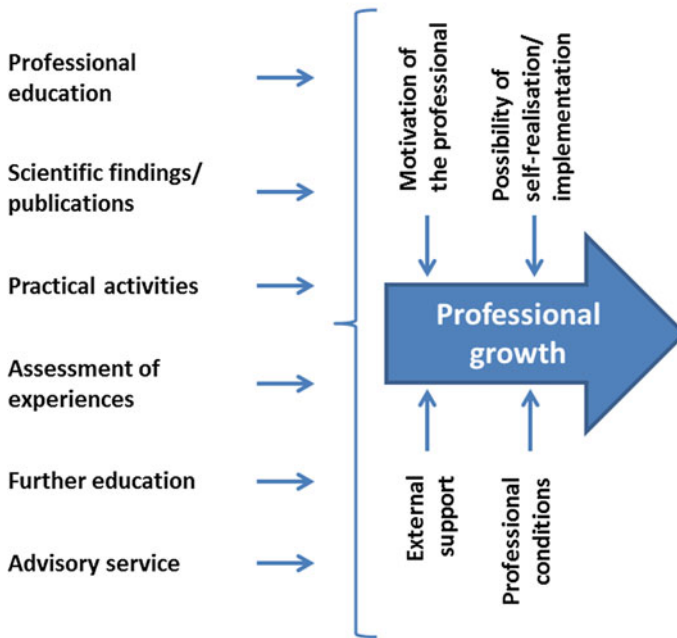 Professional
education
Scientific findings/
publications
Practical activities
Assessment of
experiences
Further education
Advisory service
Motivation of
the professional
Possibility of
self-realisation/
implementation
Professional
growth
External
support
Professional
conditions